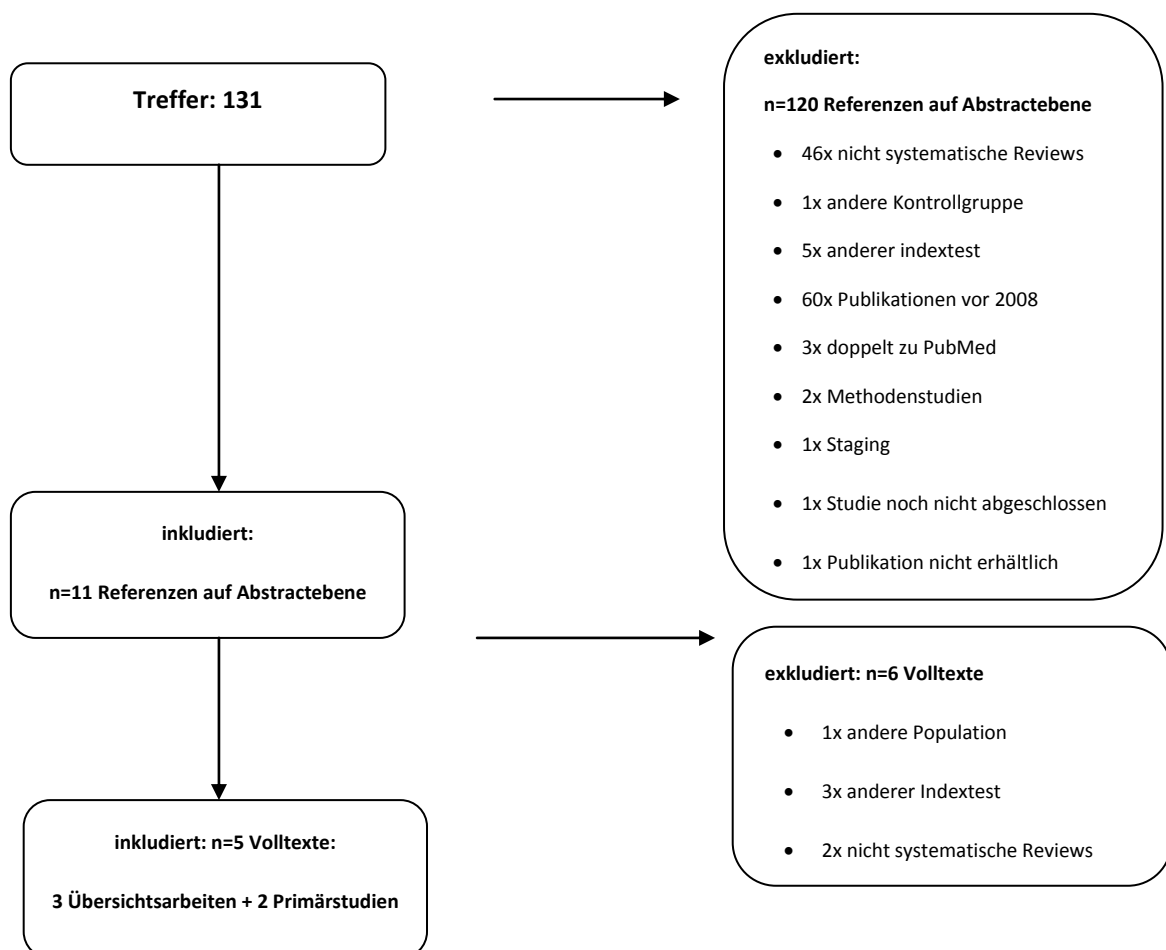 Treffer: 131
exkludiert:
n=120 Referenzen auf Abstractebene
• 46x nicht systematische Reviews
• 1x andere Kontrollgruppe
• 5x anderer indextest
• 60x Publikationen vor 2008
• 3x doppelt zu PubMed
• 2x Methodenstudien
• 1x Staging
• 1x Studie noch nicht abgeschlossen
• 1x Publikation nicht erhältlich
inkludiert:
n=11 Referenzen auf Abstractebene
exkludiert: n=6 Volltexte
• 1x andere Population
• 3x anderer Indextest
• 2x nicht systematische Reviews
inkludiert: n=5 Volltexte:
3 Übersichtsarbeiten + 2 Primärstudien